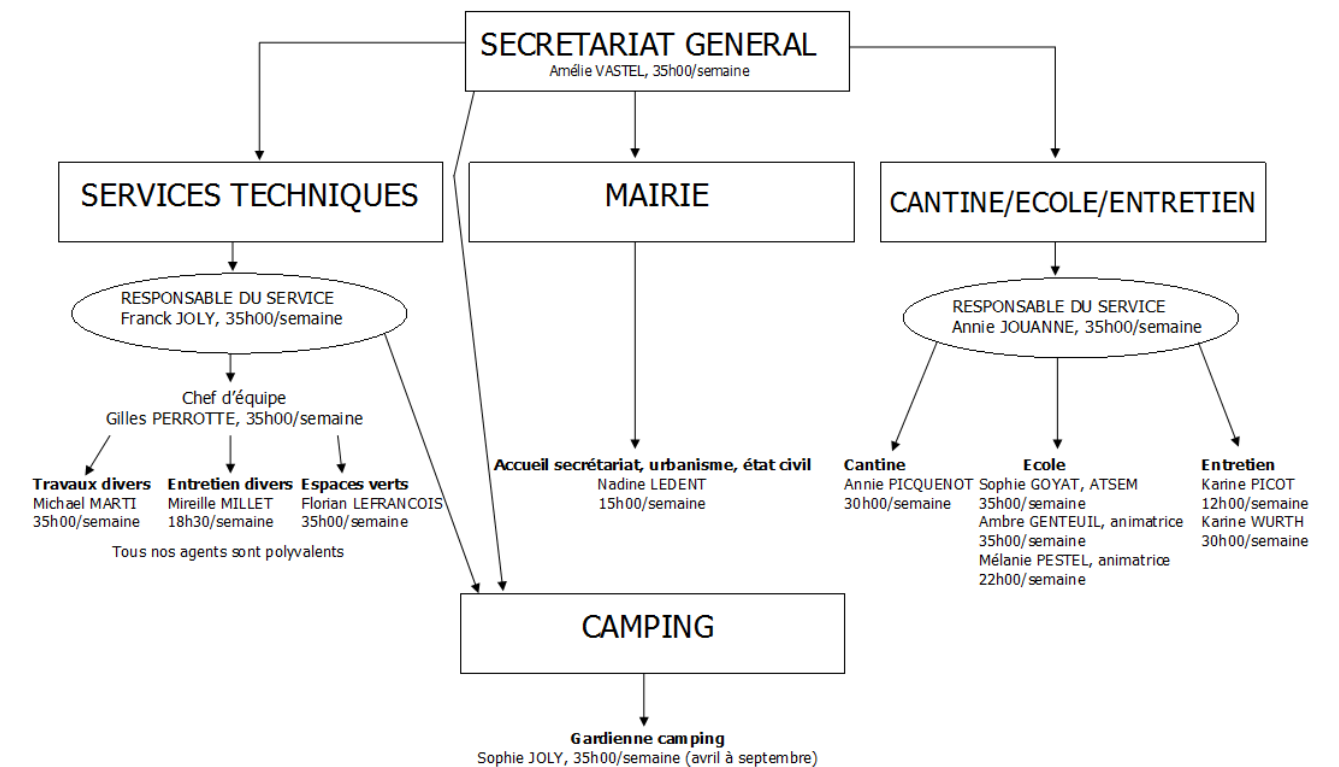 SECRETARIAT GENERAL
Amélie VASTEL, 35h00/semaine
SERVICES TECHNIQUES
MAIRIE
CANTINE/ECOLE/ENTRETIEN
RESPONSABLE DU SERVICE
Franck JOLY, 35h00/semaine
RESPONSABLE DU SERVICE
Annie JOUANNE, 35h00/semaine
Chef d'équipe
Gilles PERROTTE, 35h00/semaine
Travaux divers
Michael MARTI
35h00/semaine
Entretien divers
Mireille MILLET
18h30/semaine
Espaces verts
Florian LEFRANCOIS
35h00/semaine
Tous nos agents sont polyvalents
Accueil secrétariat, urbanisme, état civil
Nadine LEDENT
15h00/semaine
Cantine
Annie PICQUENOT
30h00/semaine
Ecole
Sophie GOYAT, ATSEM
35h00/semaine
Ambre GENTEUIL, animatrice
35h00/semaine
Mélanie PESTEL, animatrice
22h00/semaine
Entretien
Karine PICOT
12h00/semaine
Karine WURTH
30h00/semaine
CAMPING
Gardienne camping
Sophie JOLY, 35h00/semaine (avril à septembre)